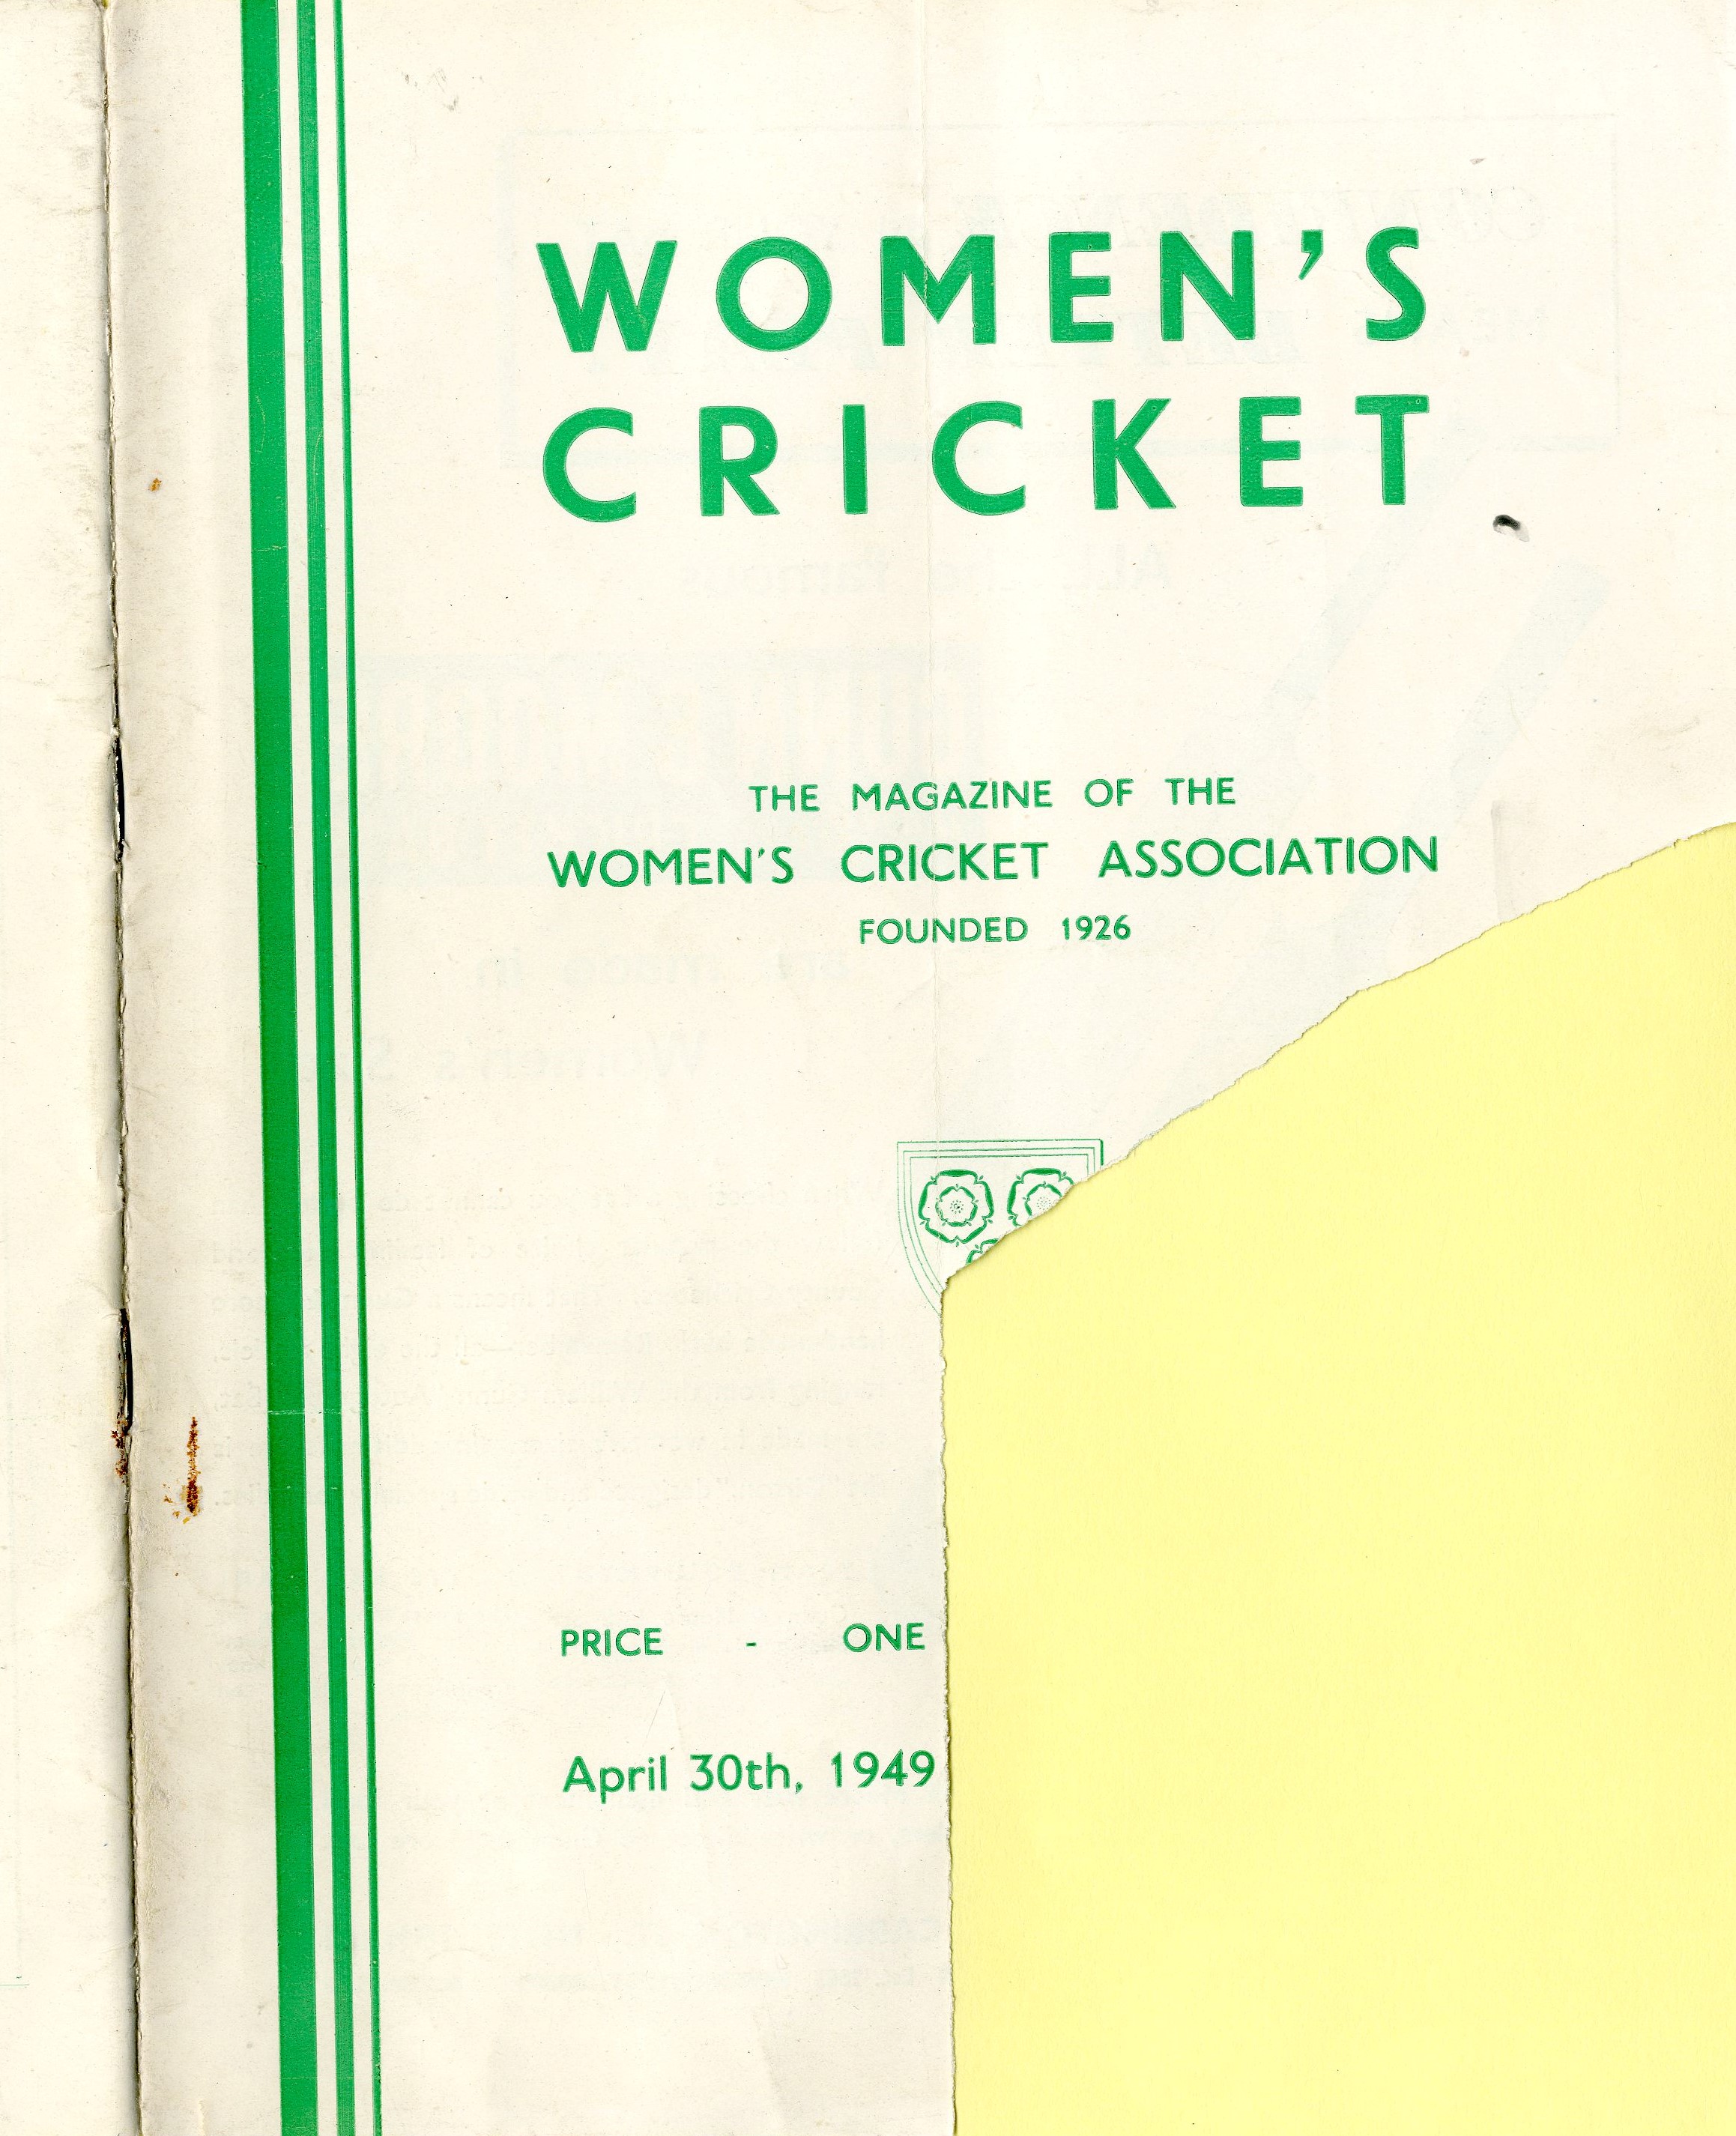 WOMEN'S
CRICKET
THE MAGAZINE OF THE
WOMEN'S CRICKET ASSOCIATION
FOUNDED 1926
PRICE - ONE
April 30th, 1949